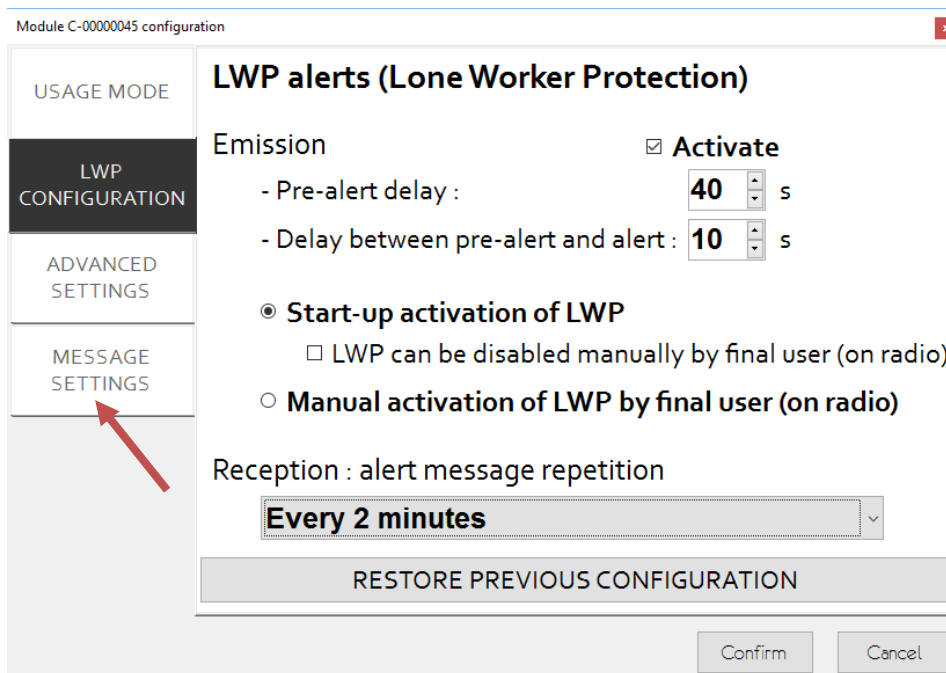 Module C-00000045 configuration
USAGE MODE
LWP
CONFIGURATION
ADVANCED
SETTINGS
MESSAGE
SETTINGS
LWP alerts (Lone Worker Protection)
Emission
Activate
- Pre-alert delay : 40 s
- Delay between pre-alert and alert : 10 s
Start-up activation of LWP
LWP can be disabled manually by final user (on radio)
Manual activation of LWP by final user (on radio)
Reception : alert message repetition
Every 2 minutes
RESTORE PREVIOUS CONFIGURATION
Confirm
Cancel